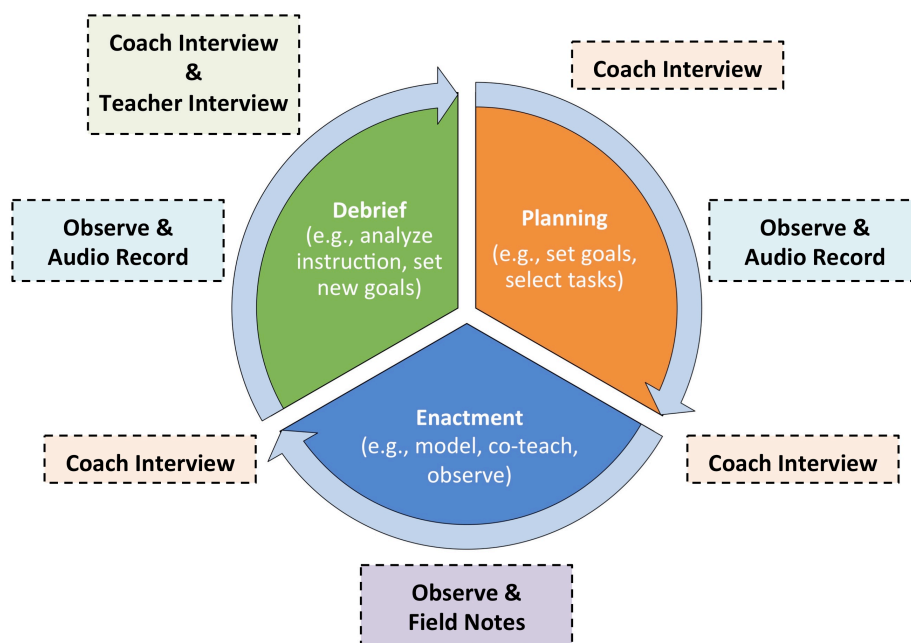 Coach Interview
&
Teacher Interview
Coach Interview
Debrief
(e.g., analyze
instruction, set
new goals)
Planning
(e.g., set goals,
select tasks)
Observe &
Audio Record
Observe &
Audio Record
Enactment
(e.g., model, co-teach,
observe)
Coach Interview
Coach Interview
Observe &
Field Notes